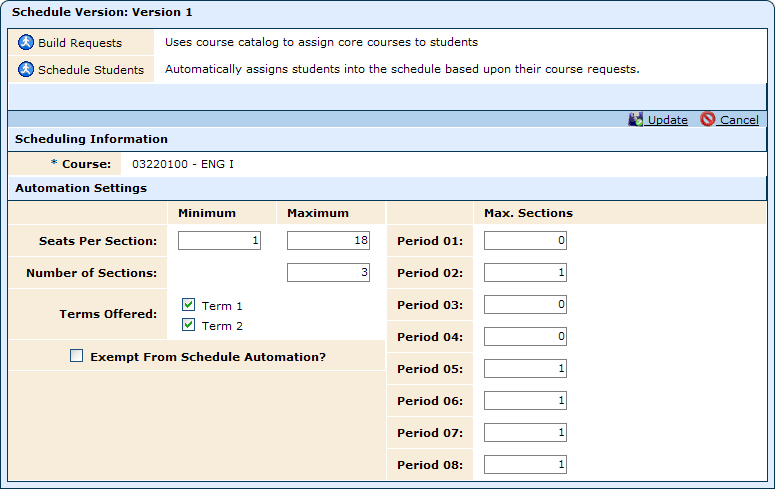 Schedule Version: Version 1
Build Requests Uses course catalog to assign core courses to students
Schedule Students Automatically assigns students into the schedule based upon their course requests.
Update Cancel
Scheduling Information
* Course: 03220100 - ENG I
Automation Settings
Minimum Maximum Max. Sections
Seats Per Section: 1 18 Period 01: 0
Number of Sections: 3 Period 02: 1
Terms Offered: Term 1 Period 03: 0
Term 2 Period 04: 0
Exempt From Schedule Automation? Period 05: 1
Period 06: 1
Period 07: 1
Period 08: 1